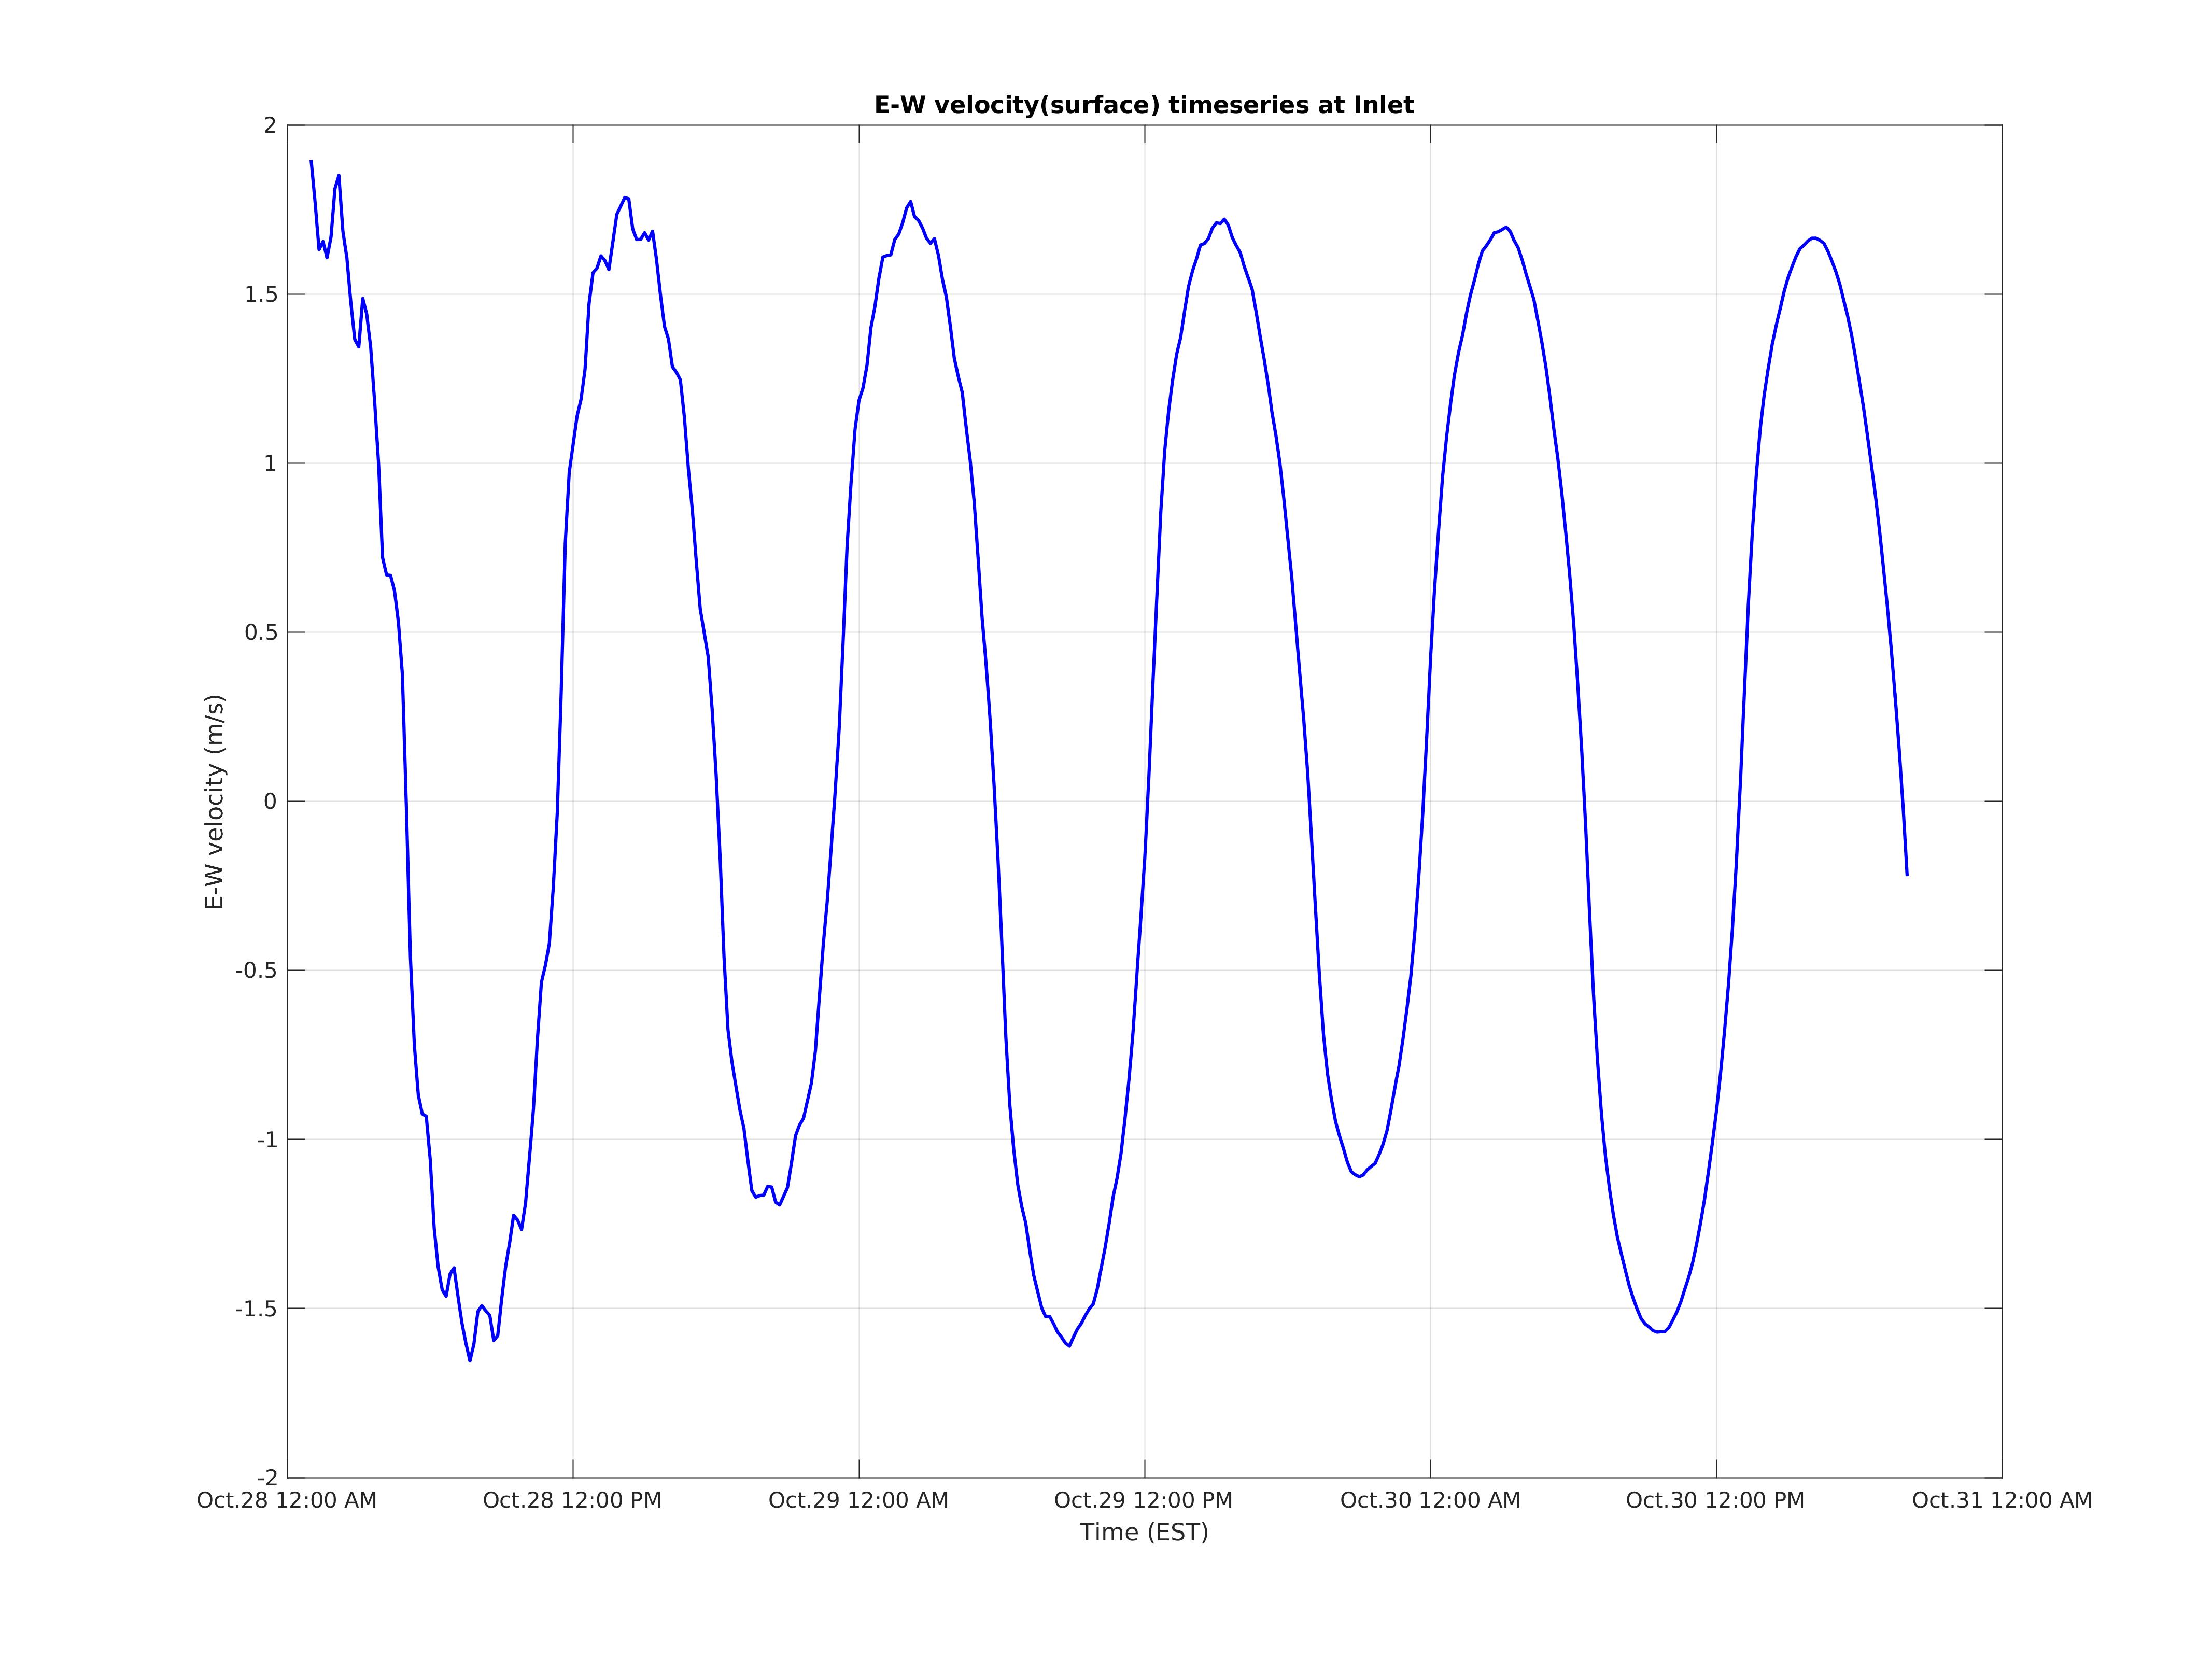 E-W velocity(surface) timeseries at Inlet
2
1.5
1
0.5
0
-0.5
-1
-1.5
-2
E-W velocity (m/s)
Oct.28 12:00 AM
Oct.28 12:00 PM
Oct.29 12:00 AM
Oct.29 12:00 PM
Oct.30 12:00 AM
Oct.30 12:00 PM
Oct.31 12:00 AM
Time (EST)